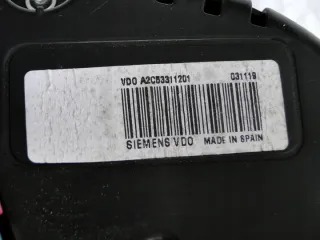 VDO A2C53311201 031119
SIEMENS VDO MADE IN SPAIN